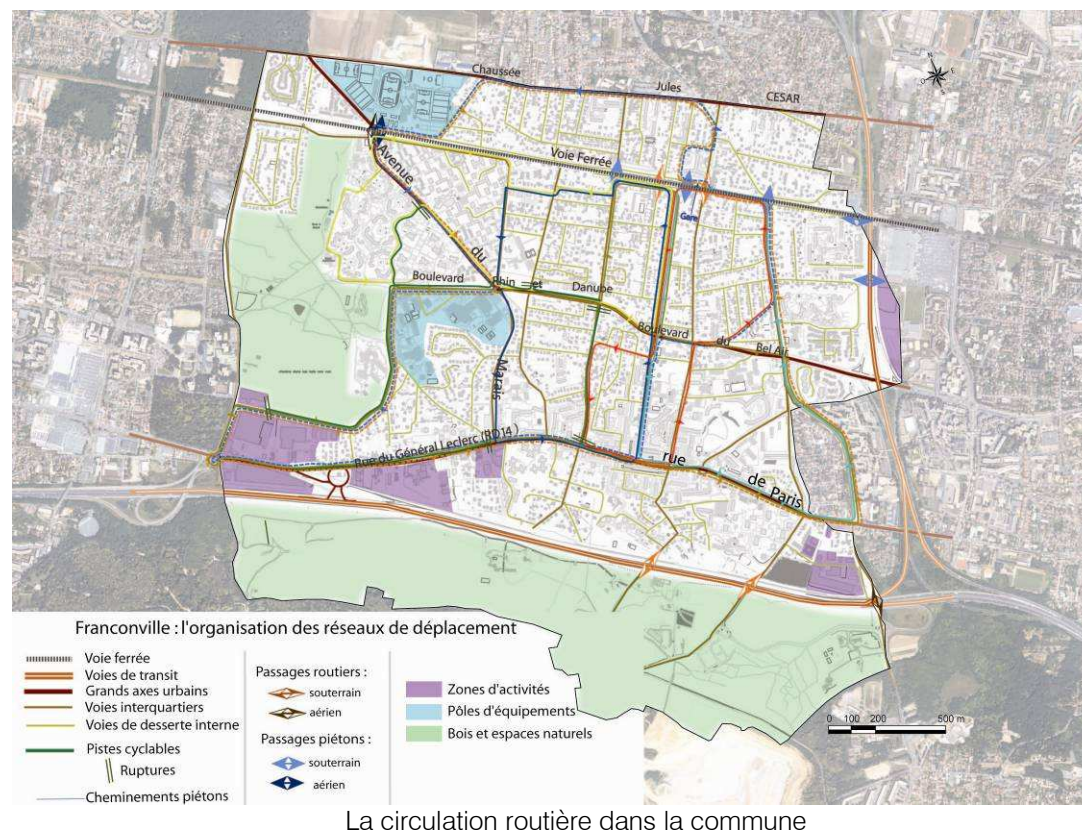 Chaussée
Jules
CESAR
Voie Ferrée
Avenue
du
Gare
Boulevard
Rhin et
Danube
Boulevard
du
Bel Air
Marais
Rue du Général Leclerc (RD14)
rue
de Paris
Franconville : l'organisation des réseaux de déplacement
Voie ferrée
Voies de transit
Grands axes urbains
Voies interquartiers
Voies de desserte interne
Pistes cyclables
Ruptures
Cheminements piétons
Passages routiers :
souterrain
aérien
Passages piétons :
souterrain
aérien
Zones d'activités
Pôles d'équipements
Bois et espaces naturels
0 100 200 500 m
La circulation routière dans la commune